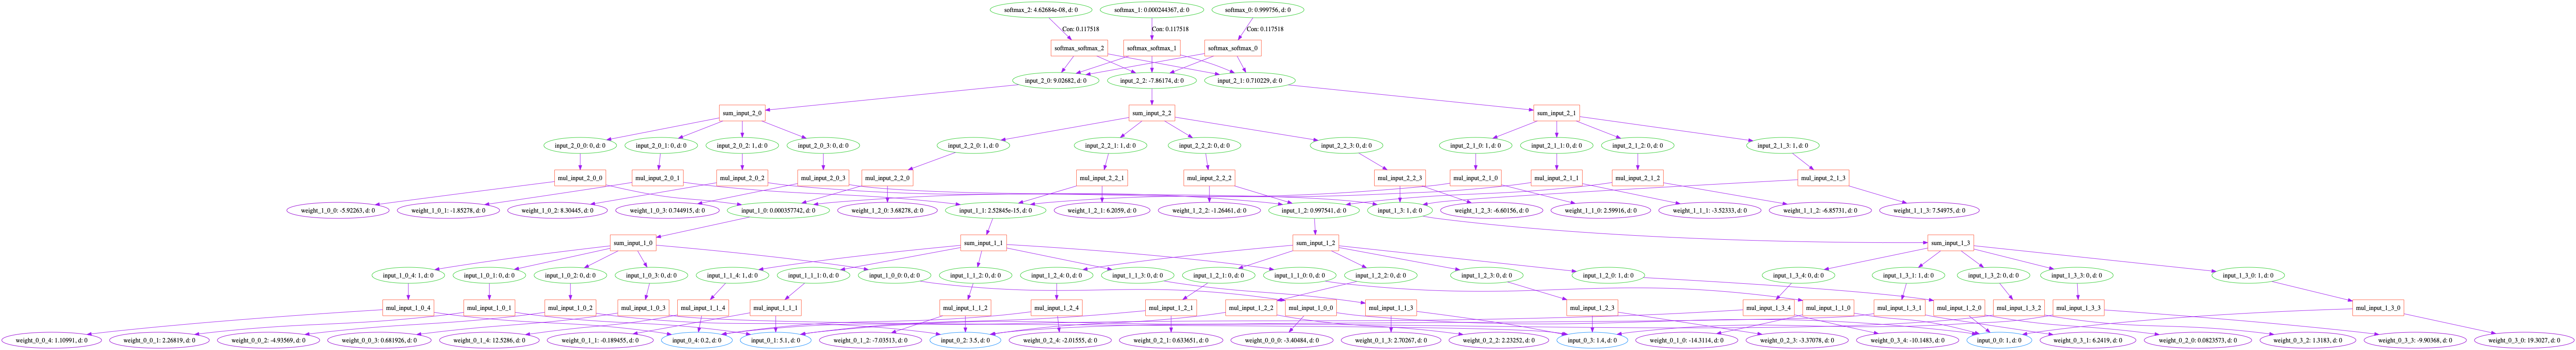 softmax_2: 4.62684e-08, d: 0
softmax_1: 0.000244367, d: 0
softmax_0: 0.999756, d: 0
Con: 0.117518
Con: 0.117518
Con: 0.117518
softmax_softmax_2
softmax_softmax_1
softmax_softmax_0
input_2_0: 9.02682, d: 0
input_2_2: -7.86174, d: 0
input_2_1: 0.710229, d: 0
sum_input_2_0
sum_input_2_2
sum_input_2_1
input_2_0_0: 0, d: 0
input_2_0_1: 0, d: 0
input_2_0_2: 1, d: 0
input_2_0_3: 0, d: 0
input_2_2_0: 1, d: 0
input_2_2_1: 1, d: 0
input_2_2_2: 0, d: 0
input_2_2_3: 0, d: 0
input_2_1_0: 1, d: 0
input_2_1_1: 0, d: 0
input_2_1_2: 0, d: 0
input_2_1_3: 1, d: 0
mul_input_2_0_0
mul_input_2_0_1
mul_input_2_0_2
mul_input_2_0_3
mul_input_2_2_0
mul_input_2_2_1
mul_input_2_2_2
mul_input_2_2_3
mul_input_2_1_0
mul_input_2_1_1
mul_input_2_1_2
mul_input_2_1_3
weight_1_0_0: -5.92263, d: 0
weight_1_0_1: -1.85278, d: 0
weight_1_0_2: 8.30445, d: 0
weight_1_0_3: 0.744915, d: 0
input_1_0: 0.000357742, d: 0
weight_1_2_0: 3.68278, d: 0
input_1_1: 2.52845e-15, d: 0
weight_1_2_1: 6.2059, d: 0
weight_1_2_2: -1.26461, d: 0
input_1_2: 0.997541, d: 0
input_1_3: 1, d: 0
weight_1_2_3: -6.60156, d: 0
weight_1_1_0: 2.59916, d: 0
weight_1_1_1: -3.52333, d: 0
weight_1_1_2: -6.85731, d: 0
weight_1_1_3: 7.54975, d: 0
sum_input_1_0
sum_input_1_1
sum_input_1_2
sum_input_1_3
input_1_0_4: 1, d: 0
input_1_0_1: 0, d: 0
input_1_0_2: 0, d: 0
input_1_0_3: 0, d: 0
input_1_1_4: 1, d: 0
input_1_1_1: 0, d: 0
input_1_0_0: 0, d: 0
input_1_1_2: 0, d: 0
input_1_2_4: 0, d: 0
input_1_1_3: 0, d: 0
input_1_2_1: 0, d: 0
input_1_1_0: 0, d: 0
input_1_2_2: 0, d: 0
input_1_2_3: 0, d: 0
input_1_2_0: 1, d: 0
input_1_3_4: 0, d: 0
input_1_3_1: 1, d: 0
input_1_3_2: 0, d: 0
input_1_3_3: 0, d: 0
input_1_3_0: 1, d: 0
mul_input_1_0_4
mul_input_1_0_1
mul_input_1_0_2
mul_input_1_0_3
mul_input_1_1_4
mul_input_1_1_1
mul_input_1_1_2
mul_input_1_2_4
mul_input_1_2_1
mul_input_1_2_2
mul_input_1_0_0
mul_input_1_1_3
mul_input_1_2_3
mul_input_1_3_4
mul_input_1_1_0
mul_input_1_3_1
mul_input_1_2_0
mul_input_1_3_2
mul_input_1_3_3
mul_input_1_3_0
weight_0_0_4: 1.10991, d: 0
weight_0_0_1: 2.26819, d: 0
weight_0_0_2: -4.93569, d: 0
weight_0_0_3: 0.681926, d: 0
weight_0_1_4: 12.5286, d: 0
weight_0_1_1: -0.189455, d: 0
input_0_4: 0.2, d: 0
input_0_1: 5.1, d: 0
weight_0_1_2: -7.03513, d: 0
input_0_2: 3.5, d: 0
weight_0_2_4: -2.01555, d: 0
weight_0_2_1: 0.633651, d: 0
weight_0_0_0: -3.40484, d: 0
weight_0_1_3: 2.70267, d: 0
weight_0_2_2: 2.23252, d: 0
input_0_3: 1.4, d: 0
weight_0_1_0: -14.3114, d: 0
weight_0_2_3: -3.37078, d: 0
weight_0_3_4: -10.1483, d: 0
input_0_0: 1, d: 0
weight_0_3_1: 6.2419, d: 0
weight_0_2_0: 0.0823573, d: 0
weight_0_3_2: 1.3183, d: 0
weight_0_3_3: -9.90368, d: 0
weight_0_3_0: 19.3027, d: 0